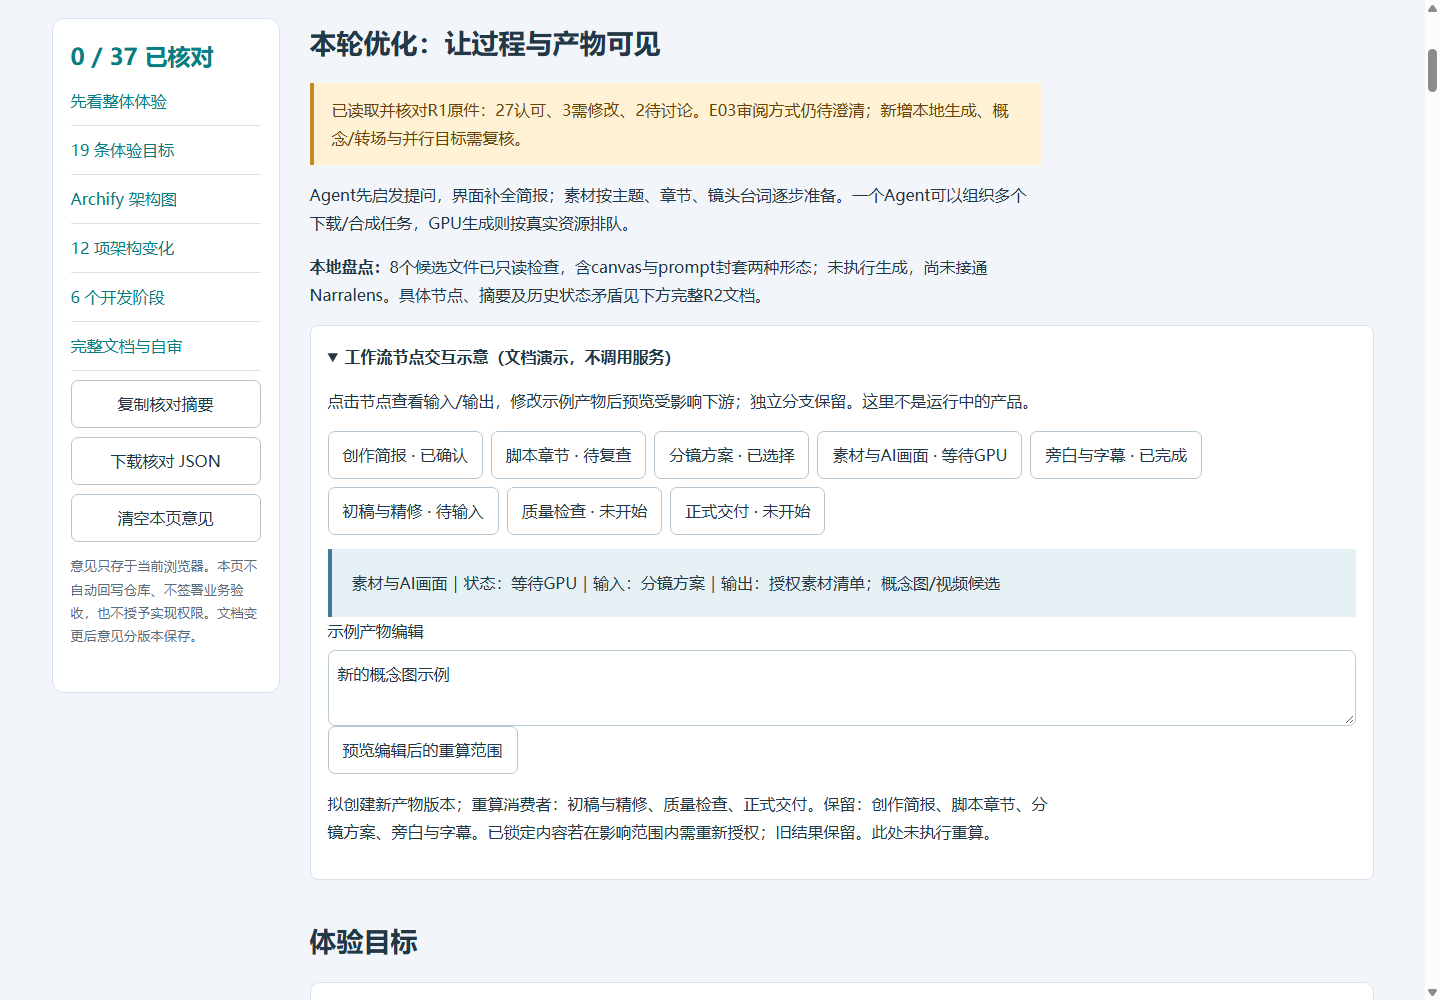 0 / 37 已核对
先看整体体验
19 条体验目标
Archify 架构图
12 项架构变化
6 个开发阶段
完整文档与自审
复制核对摘要
下载核对 JSON
清空本页意见
意见只存于当前浏览器。本页不
自动回写仓库、不签署业务验
收，也不授予实现权限。文档变
更后意见分版本保存。
本轮优化：让过程与产物可见
已读取并核对R1原件：27认可、3需修改、2待讨论。E03审阅方式仍待澄清；新增本地生成、概
念/转场与并行目标需复核。
Agent先启发提问，界面补全简报；素材按主题、章节、镜头台词逐步准备。一个Agent可以组织多个
下载/合成任务，GPU生成则按真实资源排队。
本地盘点：8个候选文件已只读检查，含canvas与prompt封套两种形态；未执行生成，尚未接通
Narralens。具体节点、摘要及历史状态矛盾见下方完整R2文档。
▼ 工作流节点交互示意（文档演示，不调用服务）
点击节点查看输入/输出，修改示例产物后预览受影响下游；独立分支保留。这里不是运行中的产品。
创作简报 · 已确认 脚本章节 · 待复查 分镜方案 · 已选择 素材与AI画面 · 等待GPU 旁白与字幕 · 已完成
初稿与精修 · 待输入 质量检查 · 未开始 正式交付 · 未开始
素材与AI画面 | 状态：等待GPU | 输入：分镜方案 | 输出：授权素材清单；概念图/视频候选
示例产物编辑
新的概念图示例
预览编辑后的重算范围
拟创建新产物版本；重算消费者：初稿与精修、质量检查、正式交付。保留：创作简报、脚本章节、分
镜方案、旁白与字幕。已锁定内容若在影响范围内需重新授权；旧结果保留。此处未执行重算。
体验目标